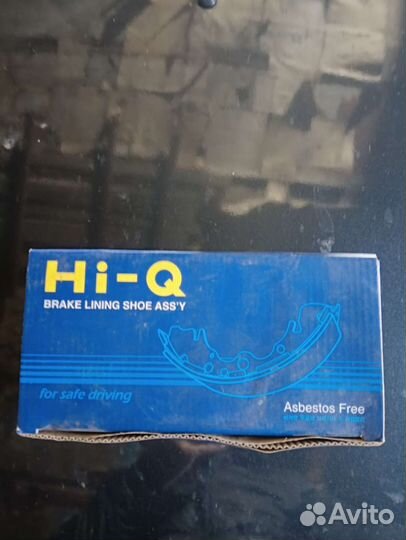 Hi-Q
BRAKE LINING SHOE ASS'Y
for safe driving
Asbestos Free
Avito